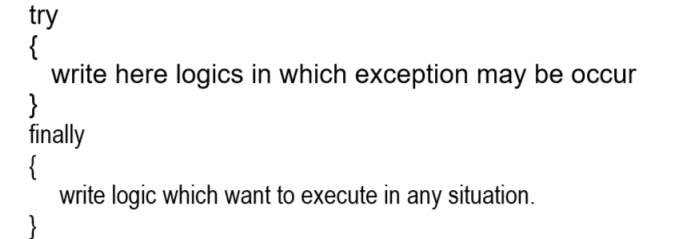 try
{
write here logics in which exception may be occur
}
finally
{
write logic which want to execute in any situation.
}